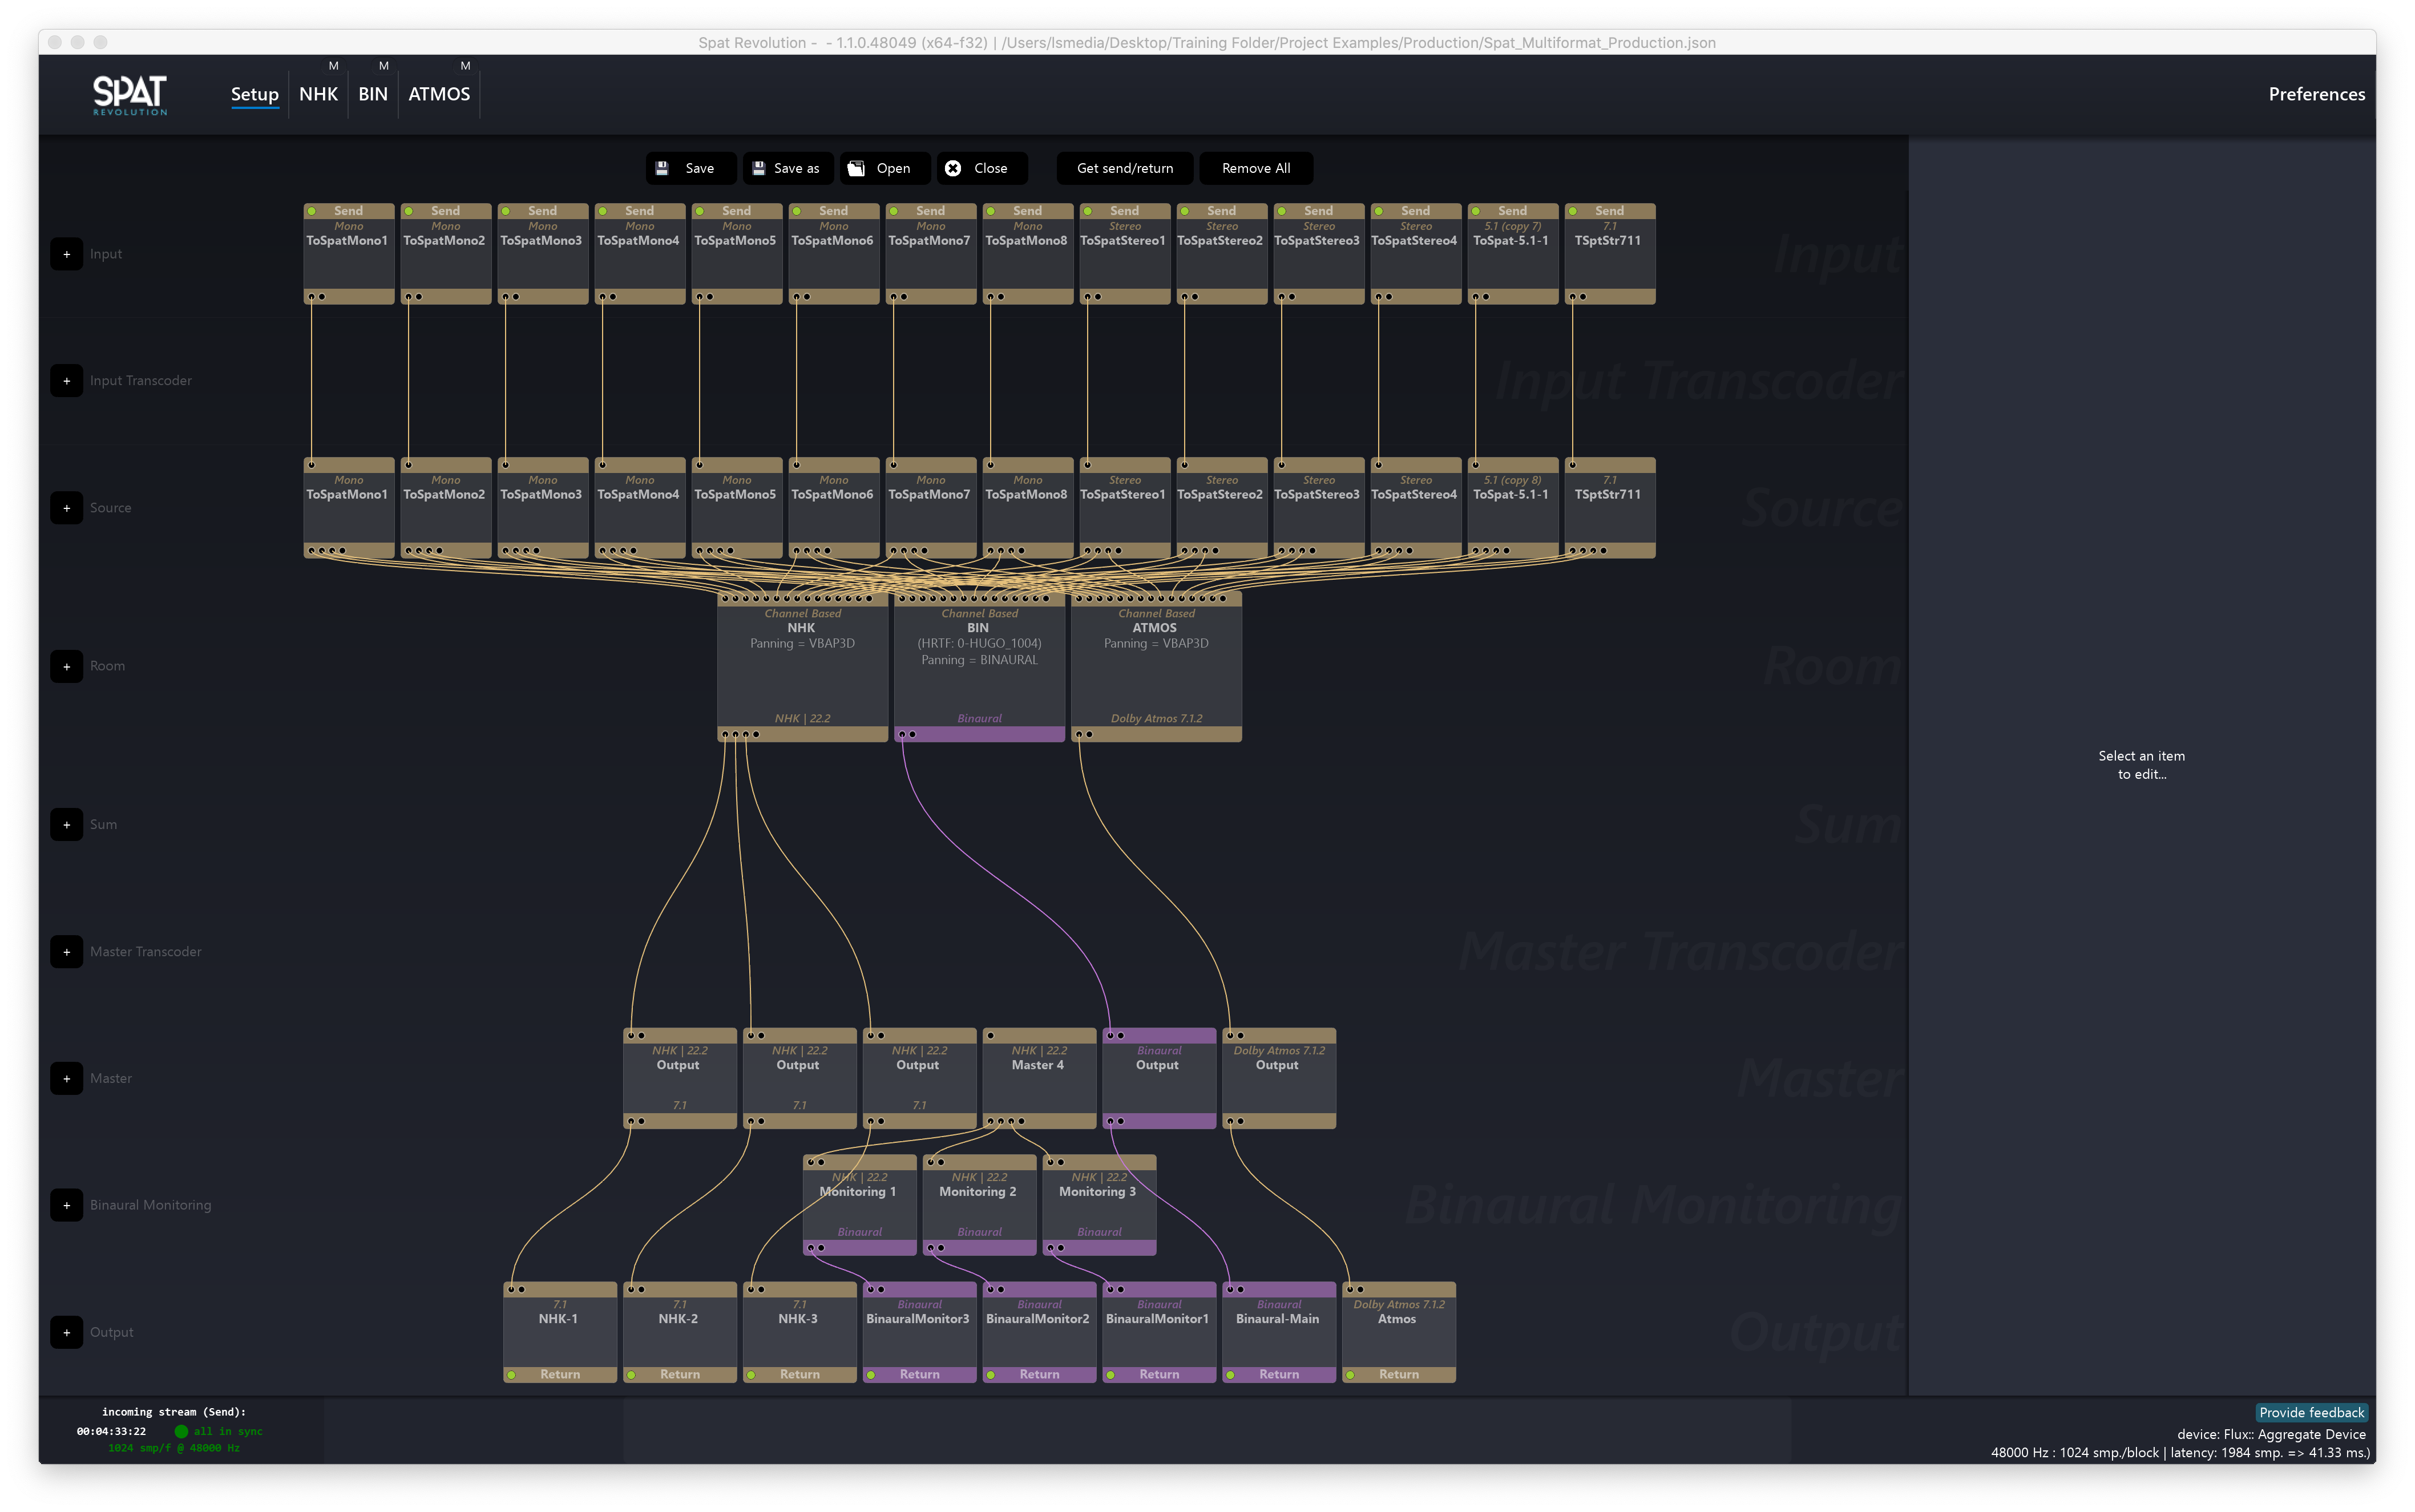 Spat Revolution - - 1.1.0.48049 (x64-f32) | /Users/lsmedia/Desktop/Training Folder/Project Examples/Production/Spat_Multiformat_Production.json
SPAT
REVOLUTION
Setup
NHK
M
BIN
M
ATMOS
M
Preferences
Save
Save as
Open
Close
Get send/return
Remove All
+ Input
Input
Send Send Send Send Send Send Send Send Send Send Send Send Send Send
Mono Mono Mono Mono Mono Mono Mono Mono Stereo Stereo Stereo Stereo 5.1 (copy 7) 7.1
ToSpatMono1 ToSpatMono2 ToSpatMono3 ToSpatMono4 ToSpatMono5 ToSpatMono6 ToSpatMono7 ToSpatMono8 ToSpatStereo1 ToSpatStereo2 ToSpatStereo3 ToSpatStereo4 ToSpat-5.1-1 TSptStr711
+ Input Transcoder
Input Transcoder
+ Source
Source
Mono Mono Mono Mono Mono Mono Mono Mono Stereo Stereo Stereo Stereo 5.1 (copy 8) 7.1
ToSpatMono1 ToSpatMono2 ToSpatMono3 ToSpatMono4 ToSpatMono5 ToSpatMono6 ToSpatMono7 ToSpatMono8 ToSpatStereo1 ToSpatStereo2 ToSpatStereo3 ToSpatStereo4 ToSpat-5.1-1 TSptStr711
+ Room
Room
Channel Based
NHK
Panning = VBAP3D
NHK | 22.2
Channel Based
BIN
(HRTF: 0-HUGO_1004)
Panning = BINAURAL
Binaural
Channel Based
ATMOS
Panning = VBAP3D
Dolby Atmos 7.1.2
Select an item
to edit...
+ Sum
Sum
+ Master Transcoder
Master Transcoder
+ Master
Master
NHK | 22.2 NHK | 22.2 NHK | 22.2 NHK | 22.2 Binaural Dolby Atmos 7.1.2
Output Output Output Master 4 Output Output
7.1 7.1 7.1
+ Binaural Monitoring
Binaural Monitoring
NHK | 22.2 NHK | 22.2 NHK | 22.2
Monitoring 1 Monitoring 2 Monitoring 3
Binaural Binaural Binaural
+ Output
Output
7.1 7.1 7.1 Binaural Binaural Binaural Binaural Dolby Atmos 7.1.2
NHK-1 NHK-2 NHK-3 BinauralMonitor3 BinauralMonitor2 BinauralMonitor1 Binaural-Main Atmos
Return Return Return Return Return Return Return Return
incoming stream (Send):
00:04:33:22 all in sync
1024 smp/f @ 48000 Hz
Provide feedback
device: Flux:: Aggregate Device
48000 Hz : 1024 smp./block | latency: 1984 smp. => 41.33 ms.)